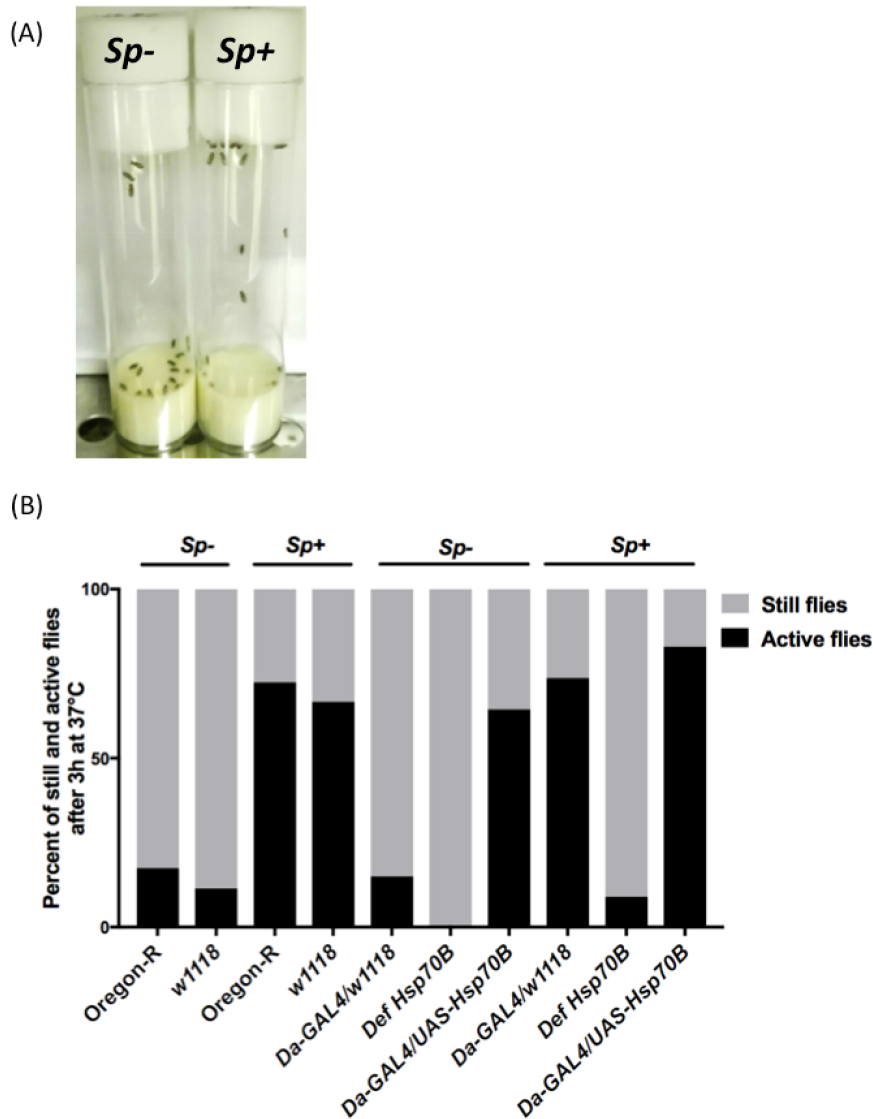 (A)
Sp-
Sp+
(B)
Sp-
Sp+
Sp-
Sp+
100
50
0
Percent of still and active flies
after 3h at 37°C
Still flies
Active flies
Oregon-R
w1118
Oregon-R
w1118
Da-GAL4/w1118
Def Hsp70B
Da-GAL4/UAS-Hsp70B
Da-GAL4/w1118
Def Hsp70B
Da-GAL4/UAS-Hsp70B